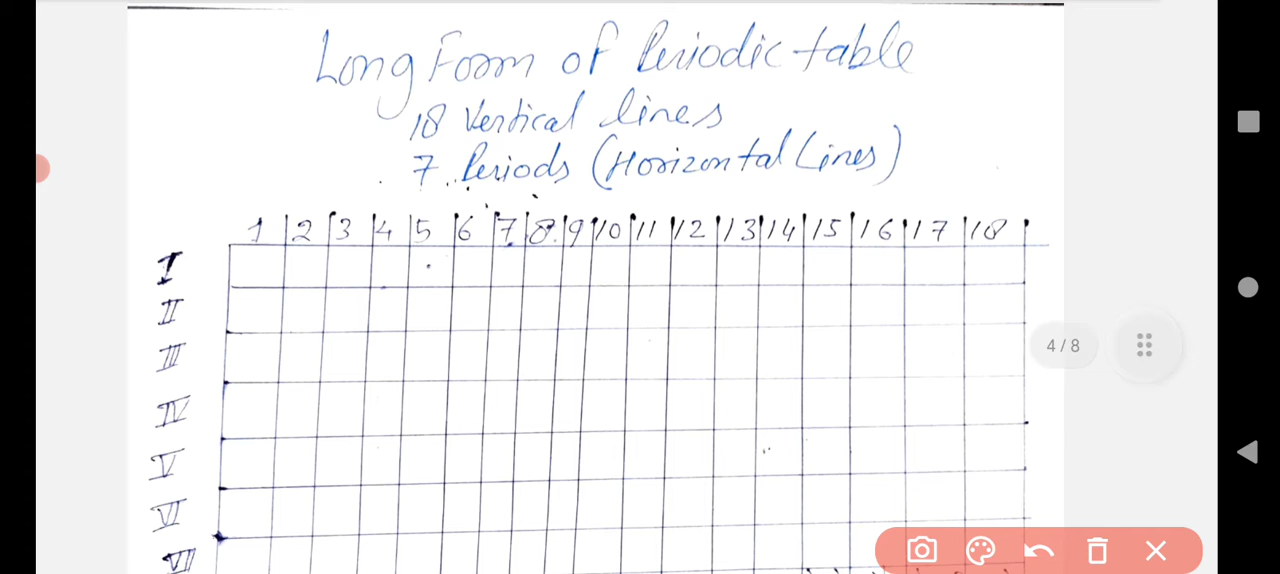 Long Form of Periodic table
18 Vertical lines
7 Periods (Horizontal Lines)
1 2 3 4 5 6 7 8 9 10 11 12 13 14 15 16 17 18
I
II
III
4/8
IV
V
VI
VII